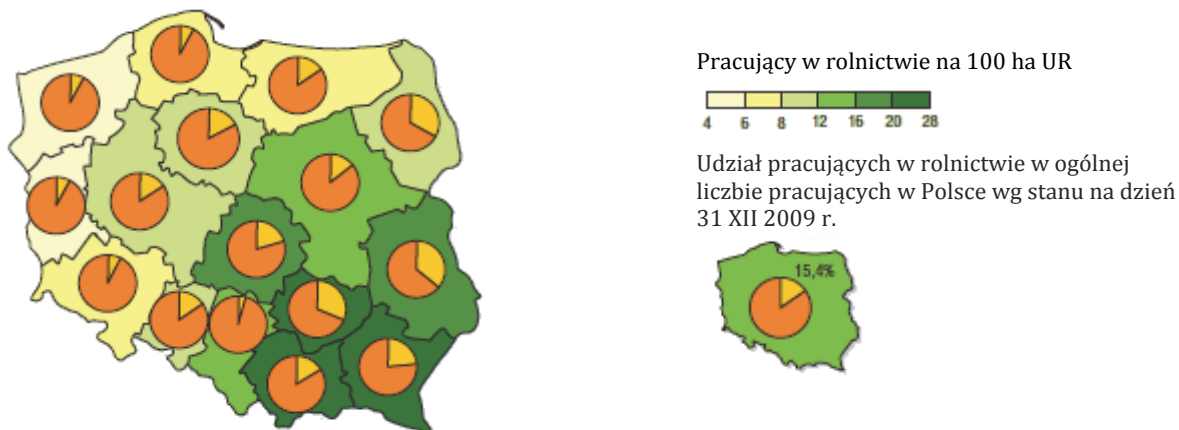 Pracujący w rolnictwie na 100 ha UR
4 6 8 12 16 20 28
Udział pracujących w rolnictwie w ogólnej
liczbie pracujących w Polsce wg stanu na dzień
31 XII 2009 r.
15,4%